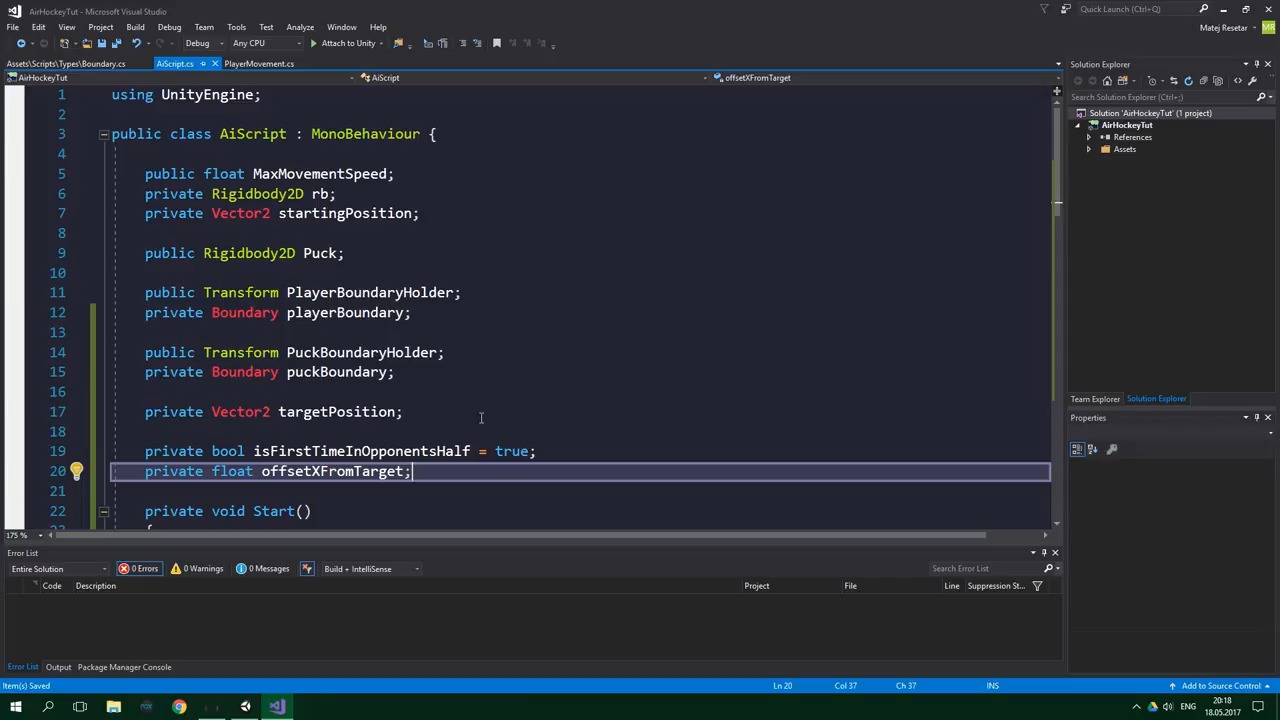 AirHockeyTut - Microsoft Visual Studio
Quick Launch (Ctrl+Q)
File Edit View Project Build Debug Team Tools Test Analyze Window Help
Matej Resetar
MR
Debug Any CPU Attach to Unity
Assets\Scripts\Types\Boundary.cs AiScript.cs PlayerMovement.cs
AirHockeyTut AiScript offsetXFromTarget
1 using UnityEngine;
2
3 public class AiScript : MonoBehaviour {
4
5 public float MaxMovementSpeed;
6 private Rigidbody2D rb;
7 private Vector2 startingPosition;
8
9 public Rigidbody2D Puck;
10
11 public Transform PlayerBoundaryHolder;
12 private Boundary playerBoundary;
13
14 public Transform PuckBoundaryHolder;
15 private Boundary puckBoundary;
16
17 private Vector2 targetPosition;
18
19 private bool isFirstTimeInOpponentsHalf = true;
20 private float offsetXFromTarget;
21
22 private void Start()
{
175 %
Solution Explorer
Search Solution Explorer (Ctrl+;)
Solution 'AirHockeyTut' (1 project)
AirHockeyTut
References
Assets
Team Explorer Solution Explorer
Properties
Error List
Entire Solution 0 Errors 0 Warnings 0 Messages Build + IntelliSense Search Error List
Code Description Project File Line Suppression St...
Error List Output Package Manager Console
Item(s) Saved Ln 20 Col 37 Ch 37 INS Add to Source Control
ENG 20:18
18.05.2017